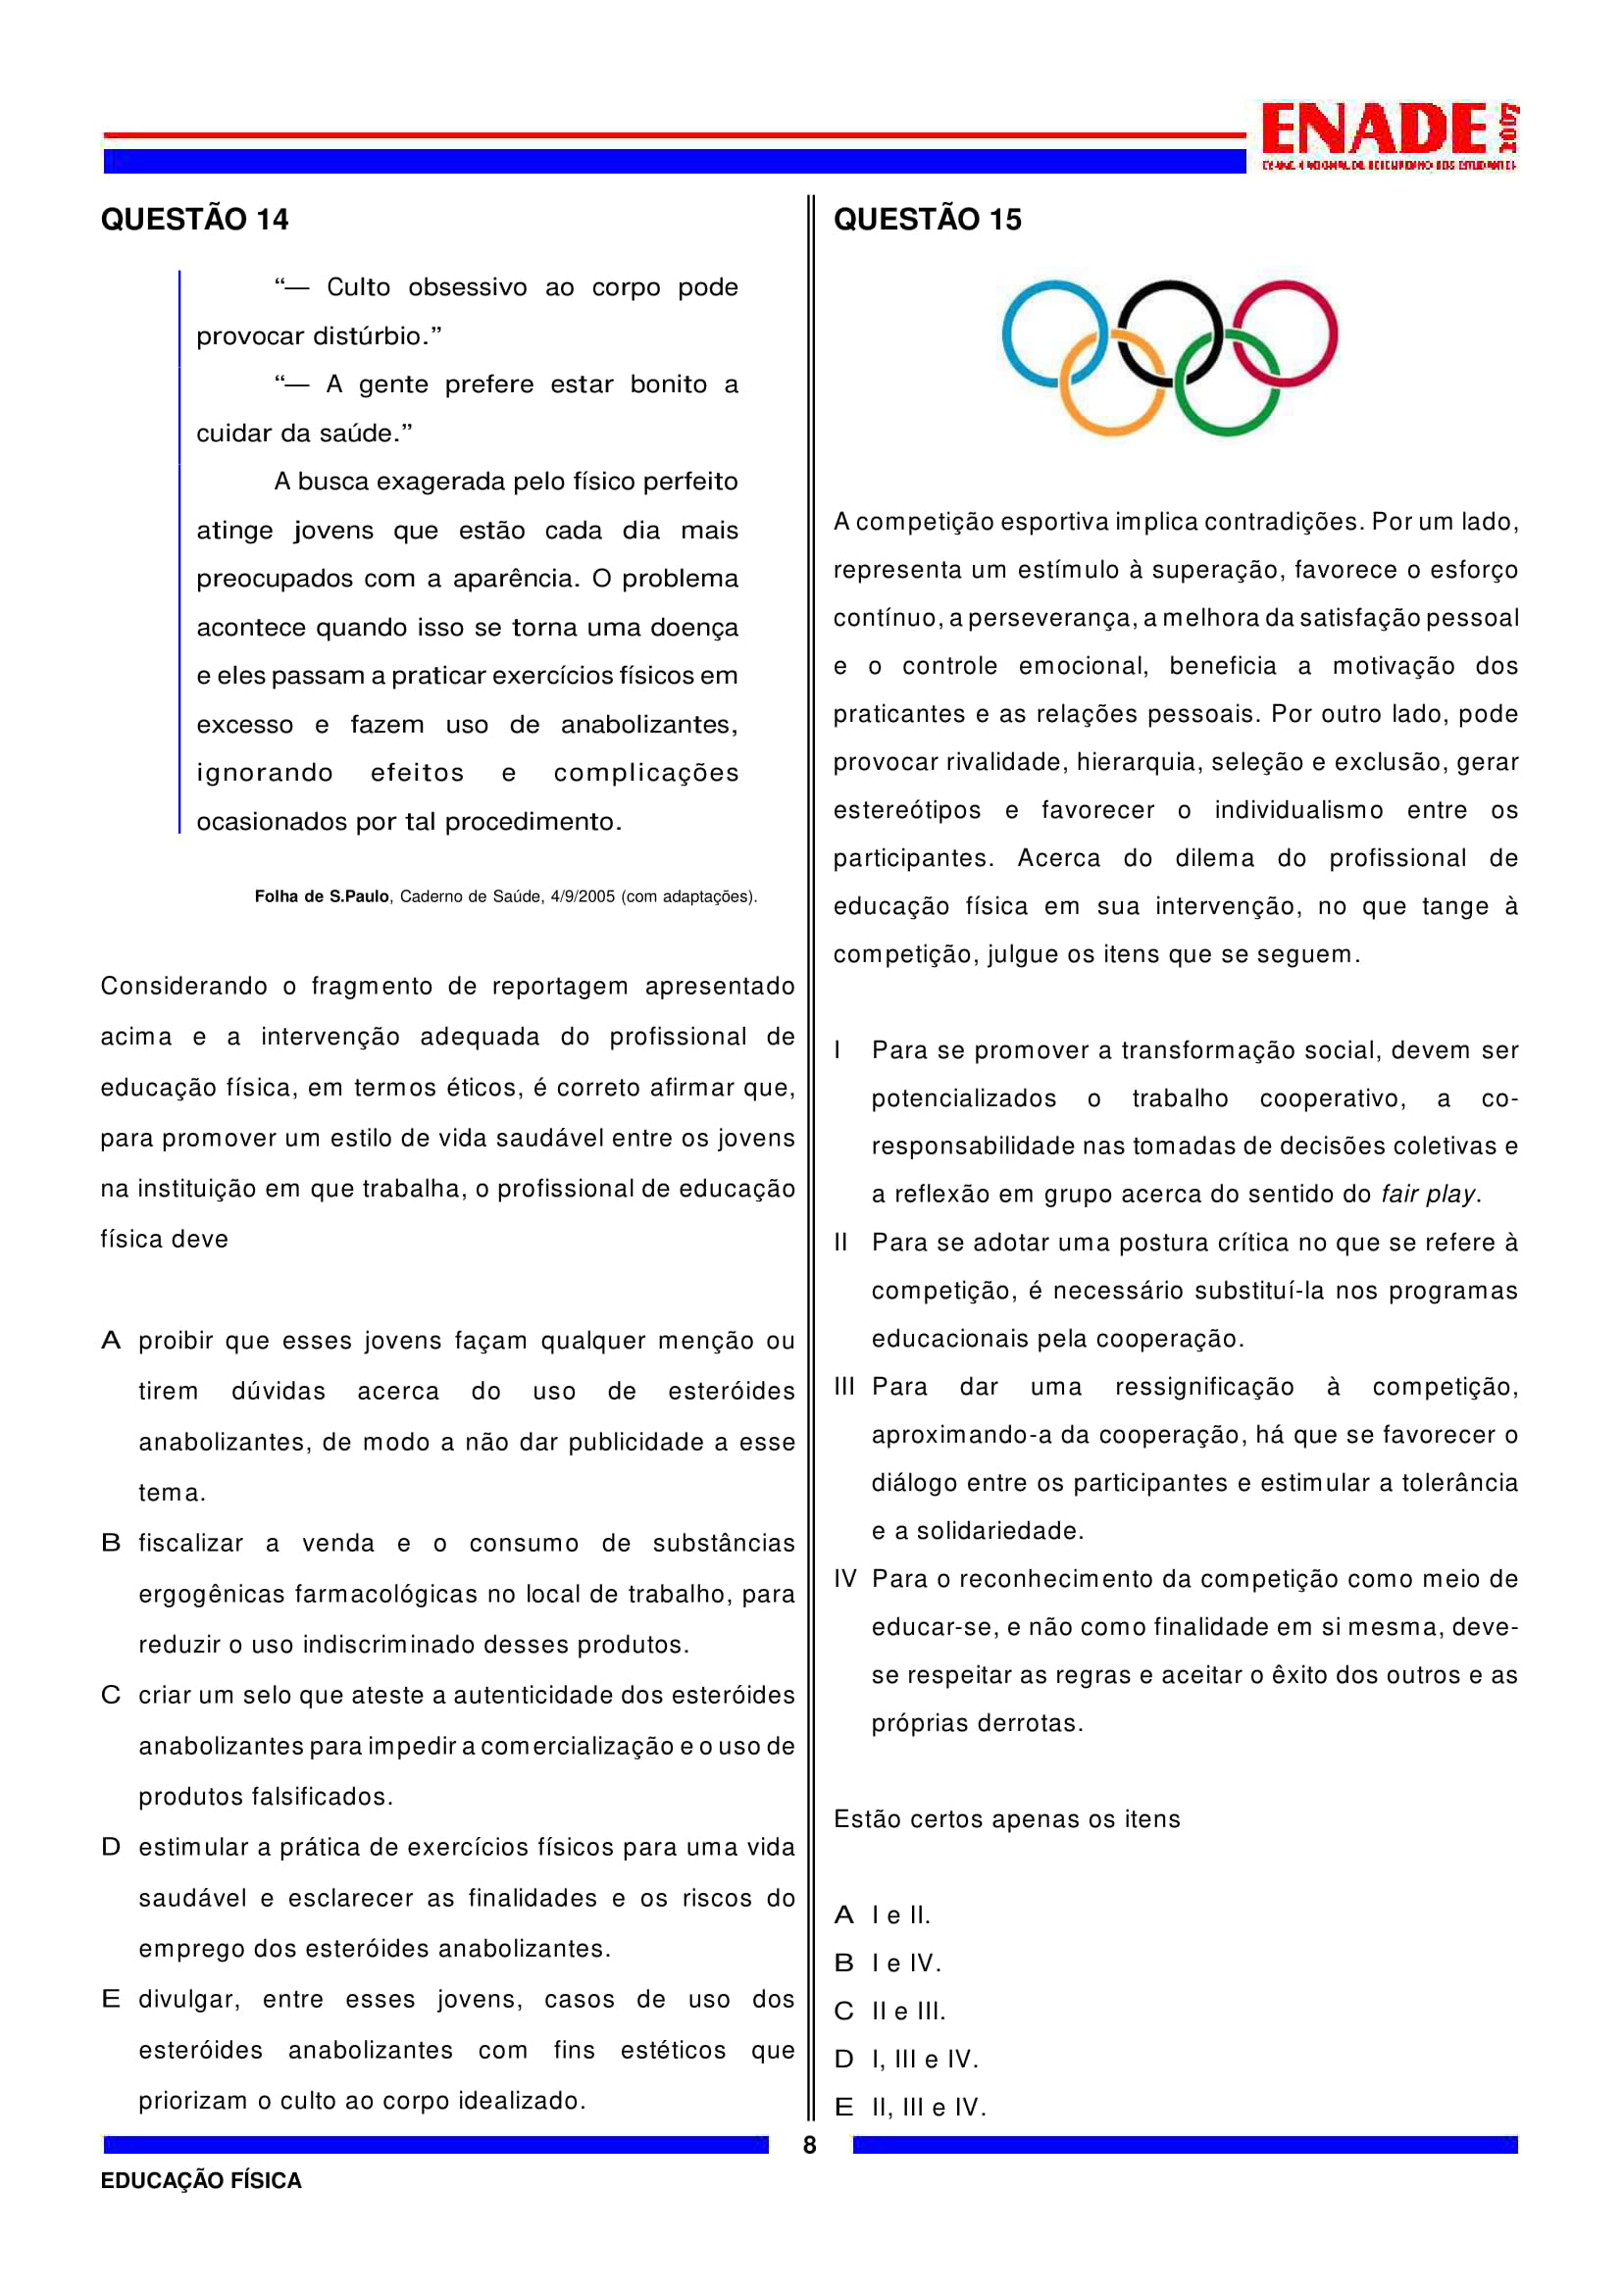 ENADE 2007
QUESTÃO 14
“— Culto obsessivo ao corpo pode
provocar distúrbio.”
“— A gente prefere estar bonito a
cuidar da saúde.”
A busca exagerada pelo físico perfeito
atinge jovens que estão cada dia mais
preocupados com a aparência. O problema
acontece quando isso se torna uma doença
e eles passam a praticar exercícios físicos em
excesso e fazem uso de anabolizantes,
ignorando efeitos e complicações
ocasionados por tal procedimento.
Folha de S.Paulo, Caderno de Saúde, 4/9/2005 (com adaptações).
Considerando o fragmento de reportagem apresentado
acima e a intervenção adequada do profissional de
educação física, em termos éticos, é correto afirmar que,
para promover um estilo de vida saudável entre os jovens
na instituição em que trabalha, o profissional de educação
física deve
A proibir que esses jovens façam qualquer menção ou
tirem dúvidas acerca do uso de esteróides
anabolizantes, de modo a não dar publicidade a esse
tema.
B fiscalizar a venda e o consumo de substâncias
ergogênicas farmacológicas no local de trabalho, para
reduzir o uso indiscriminado desses produtos.
C criar um selo que ateste a autenticidade dos esteróides
anabolizantes para impedir a comercialização e o uso de
produtos falsificados.
D estimular a prática de exercícios físicos para uma vida
saudável e esclarecer as finalidades e os riscos do
emprego dos esteróides anabolizantes.
E divulgar, entre esses jovens, casos de uso dos
esteróides anabolizantes com fins estéticos que
priorizam o culto ao corpo idealizado.
QUESTÃO 15
A competição esportiva implica contradições. Por um lado,
representa um estímulo à superação, favorece o esforço
contínuo, a perseverança, a melhora da satisfação pessoal
e o controle emocional, beneficia a motivação dos
praticantes e as relações pessoais. Por outro lado, pode
provocar rivalidade, hierarquia, seleção e exclusão, gerar
estereótipos e favorecer o individualismo entre os
participantes. Acerca do dilema do profissional de
educação física em sua intervenção, no que tange à
competição, julgue os itens que se seguem.
I Para se promover a transformação social, devem ser
potencializados o trabalho cooperativo, a co-
responsabilidade nas tomadas de decisões coletivas e
a reflexão em grupo acerca do sentido do fair play.
II Para se adotar uma postura crítica no que se refere à
competição, é necessário substituí-la nos programas
educacionais pela cooperação.
III Para dar uma ressignificação à competição,
aproximando-a da cooperação, há que se favorecer o
diálogo entre os participantes e estimular a tolerância
e a solidariedade.
IV Para o reconhecimento da competição como meio de
educar-se, e não como finalidade em si mesma, deve-
se respeitar as regras e aceitar o êxito dos outros e as
próprias derrotas.
Estão certos apenas os itens
A I e II.
B I e IV.
C II e III.
D I, III e IV.
E II, III e IV.
8
EDUCAÇÃO FÍSICA